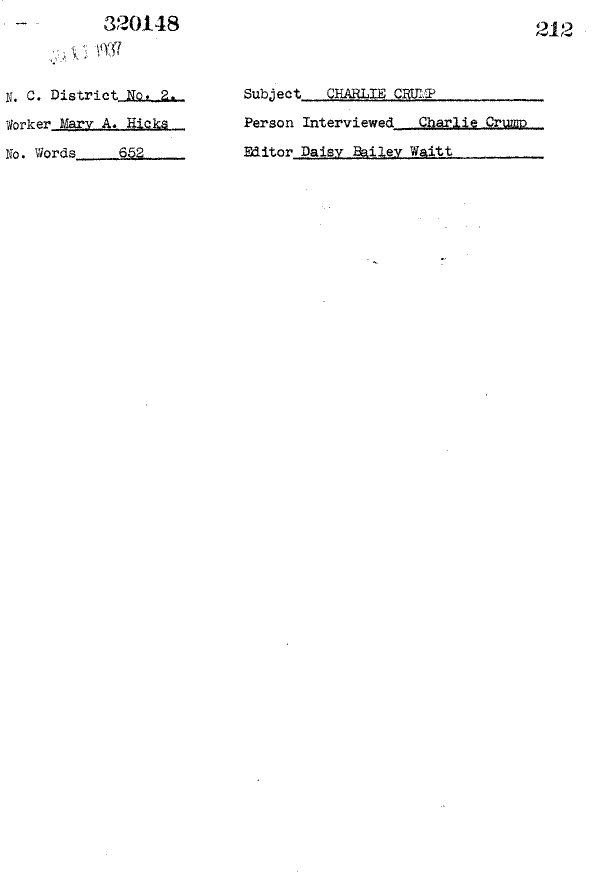 320148
212
1937
N. C. District No. 2. Subject CHARLIE CRUMP
Worker Mary A. Hicks Person Interviewed Charlie Crump
No. Words 652 Editor Daisy Bailey Waitt